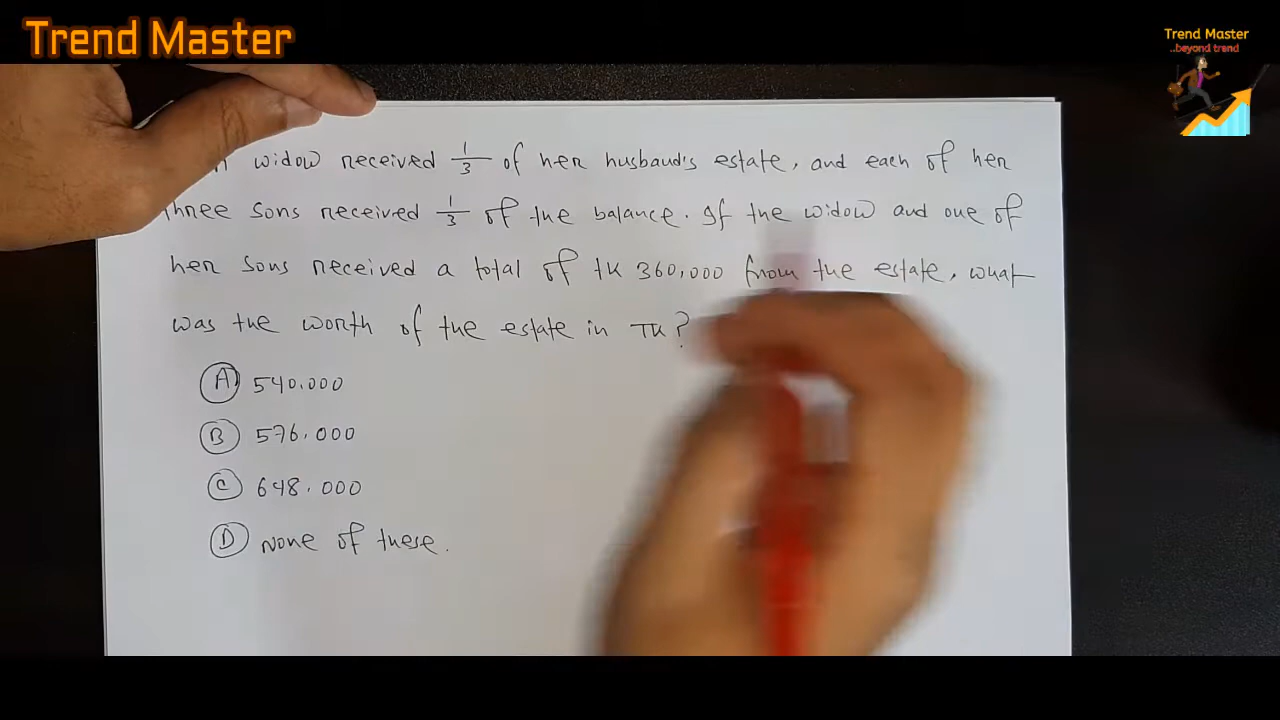 Trend Master
Trend Master
..beyond trend
widow received 1/3 of her husband's estate, and each of her
three sons received 1/3 of the balance. If the widow and one of
her sons received a total of tk 360,000 from the estate, what
was the worth of the estate in TK?
A 540.000
B 576.000
C 648.000
D None of these.